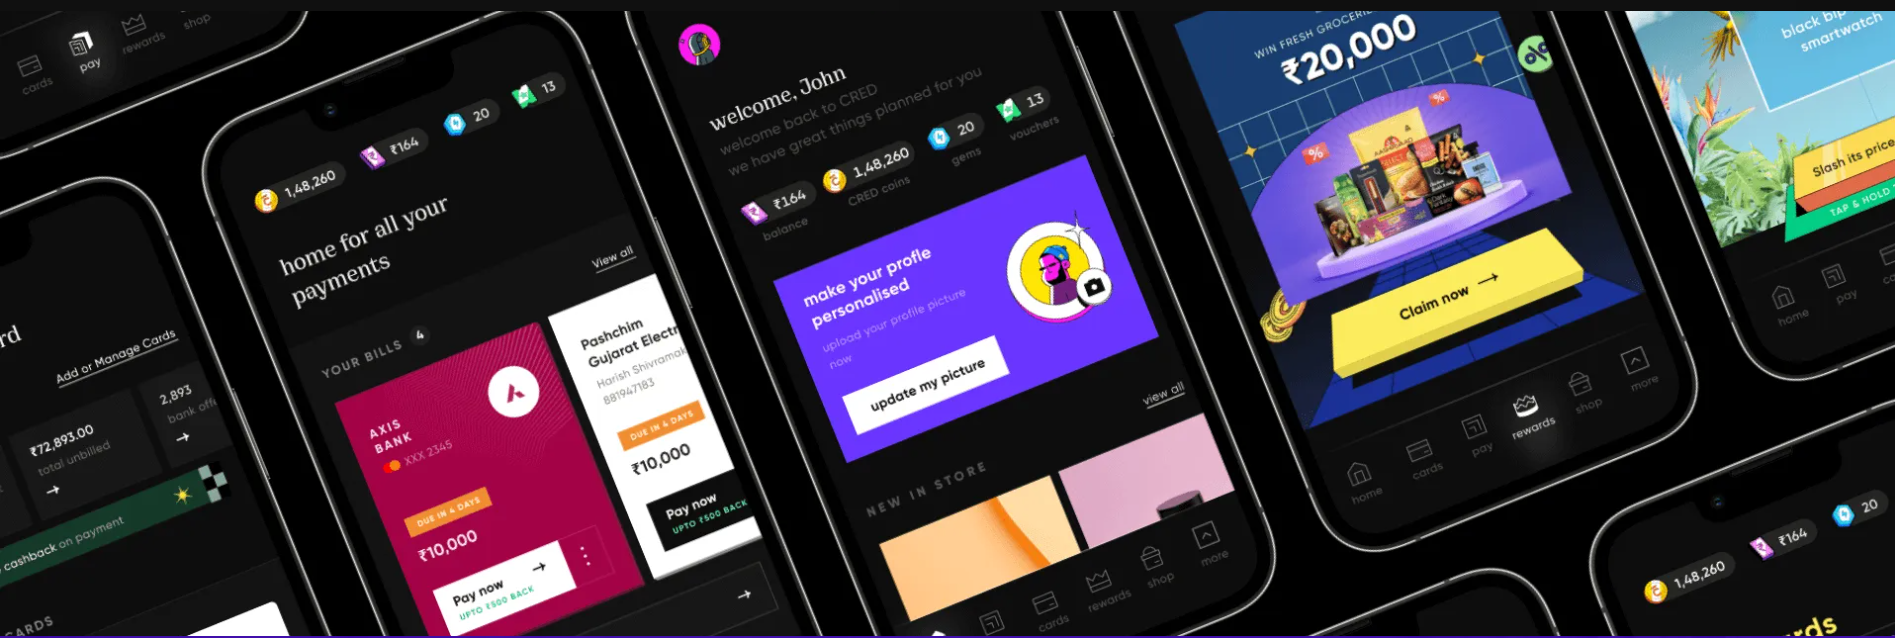 cards
pay
rewards
shop
rd
Add or Manage Cards
₹72,893.00
total unbilled
2,893
bank offe
cashback on payment
CARDS
1,48,260
₹164
20
13
home for all your
payments
View all
YOUR BILLS 4
AXIS
BANK
XXX 2345
DUE IN 4 DAYS
₹10,000
Pay now
UPTO ₹500 BACK
Pashchim
Gujarat Electr
Harish Shivramak
881947183
DUE IN 4 DAYS
₹10,000
Pay now
UPTO ₹500 BACK
welcome, John
welcome back to CRED
we have great things planned for you
₹164
balance
1,48,260
CRED coins
20
gems
13
vouchers
make your profle
personalised
upload your profile picture
now
update my picture
view all
NEW IN STORE
cards
rewards
shop
more
WIN FRESH GROCERIE
₹20,000
%
%
%
Claim now
home
cards
pay
rewards
shop
more
black bip
smartwatch
Slash its price
TAP & HOLD T
home
pay
c
1,48,260
₹164
20
rds